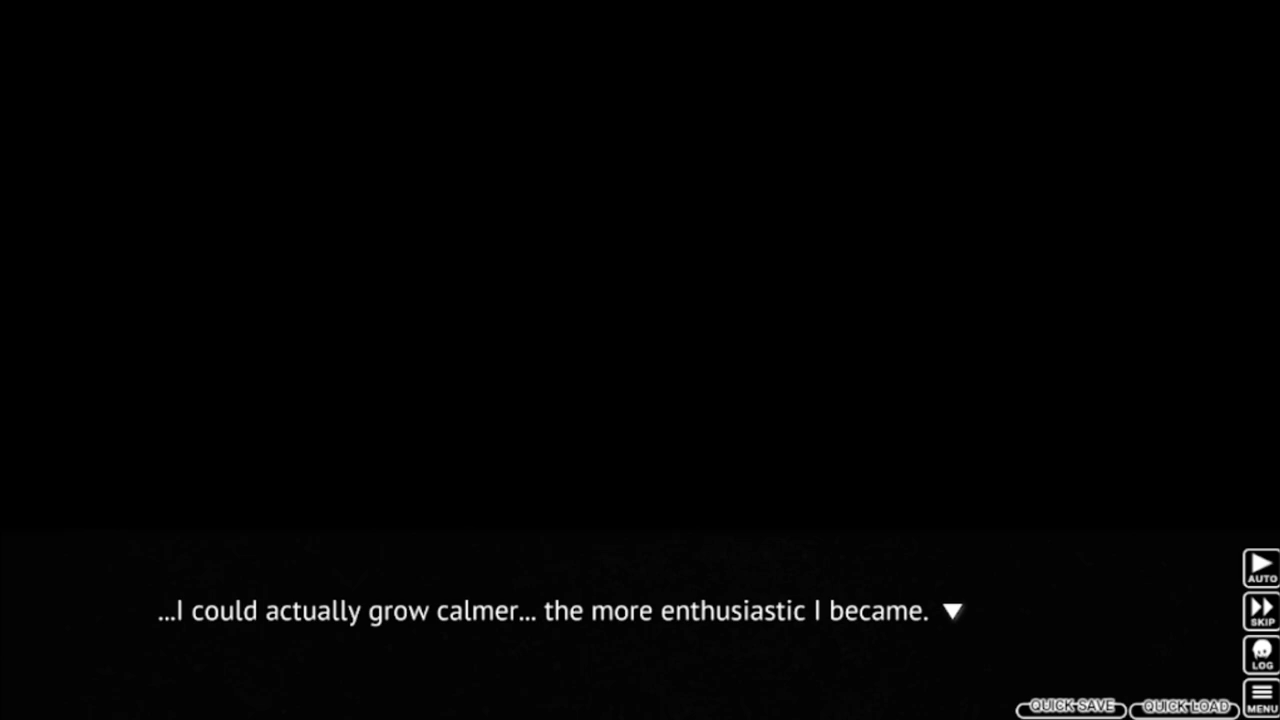 ...I could actually grow calmer... the more enthusiastic I became.
AUTO
SKIP
LOG
MENU
QUICK SAVE
QUICK LOAD